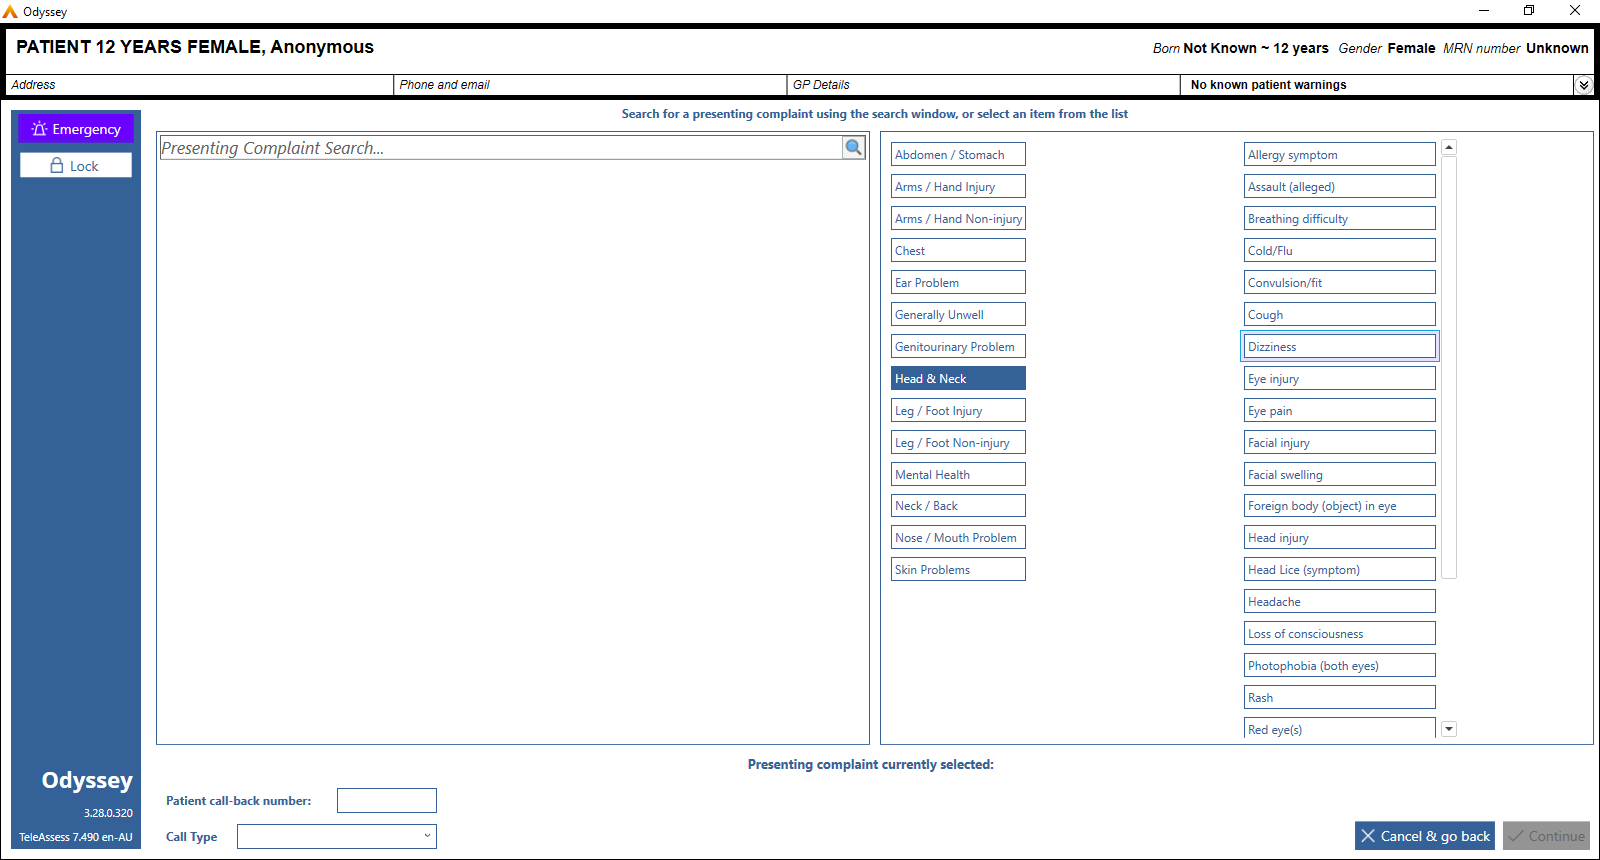 Odyssey
PATIENT 12 YEARS FEMALE, Anonymous
Born Not Known ~ 12 years Gender Female MRN number Unknown
Address
Phone and email
GP Details
No known patient warnings
Emergency
Lock
Search for a presenting complaint using the search window, or select an item from the list
Presenting Complaint Search...
Abdomen / Stomach
Arms / Hand Injury
Arms / Hand Non-injury
Chest
Ear Problem
Generally Unwell
Genitourinary Problem
Head & Neck
Leg / Foot Injury
Leg / Foot Non-injury
Mental Health
Neck / Back
Nose / Mouth Problem
Skin Problems
Allergy symptom
Assault (alleged)
Breathing difficulty
Cold/Flu
Convulsion/fit
Cough
Dizziness
Eye injury
Eye pain
Facial injury
Facial swelling
Foreign body (object) in eye
Head injury
Head Lice (symptom)
Headache
Loss of consciousness
Photophobia (both eyes)
Rash
Red eye(s)
Presenting complaint currently selected:
Odyssey
3.28.0.320
TeleAssess 7.490 en-AU
Patient call-back number:
Call Type
Cancel & go back
Continue